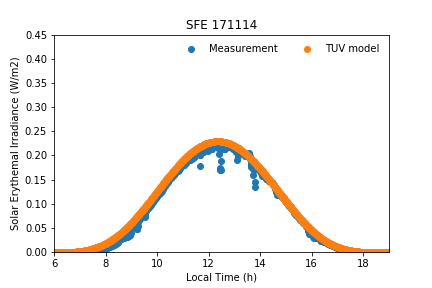 SFE 171114
Measurement
TUV model
Solar Erythemal Irradiance (W/m2)
0.45
0.40
0.35
0.30
0.25
0.20
0.15
0.10
0.05
0.00
6 8 10 12 14 16 18
Local Time (h)